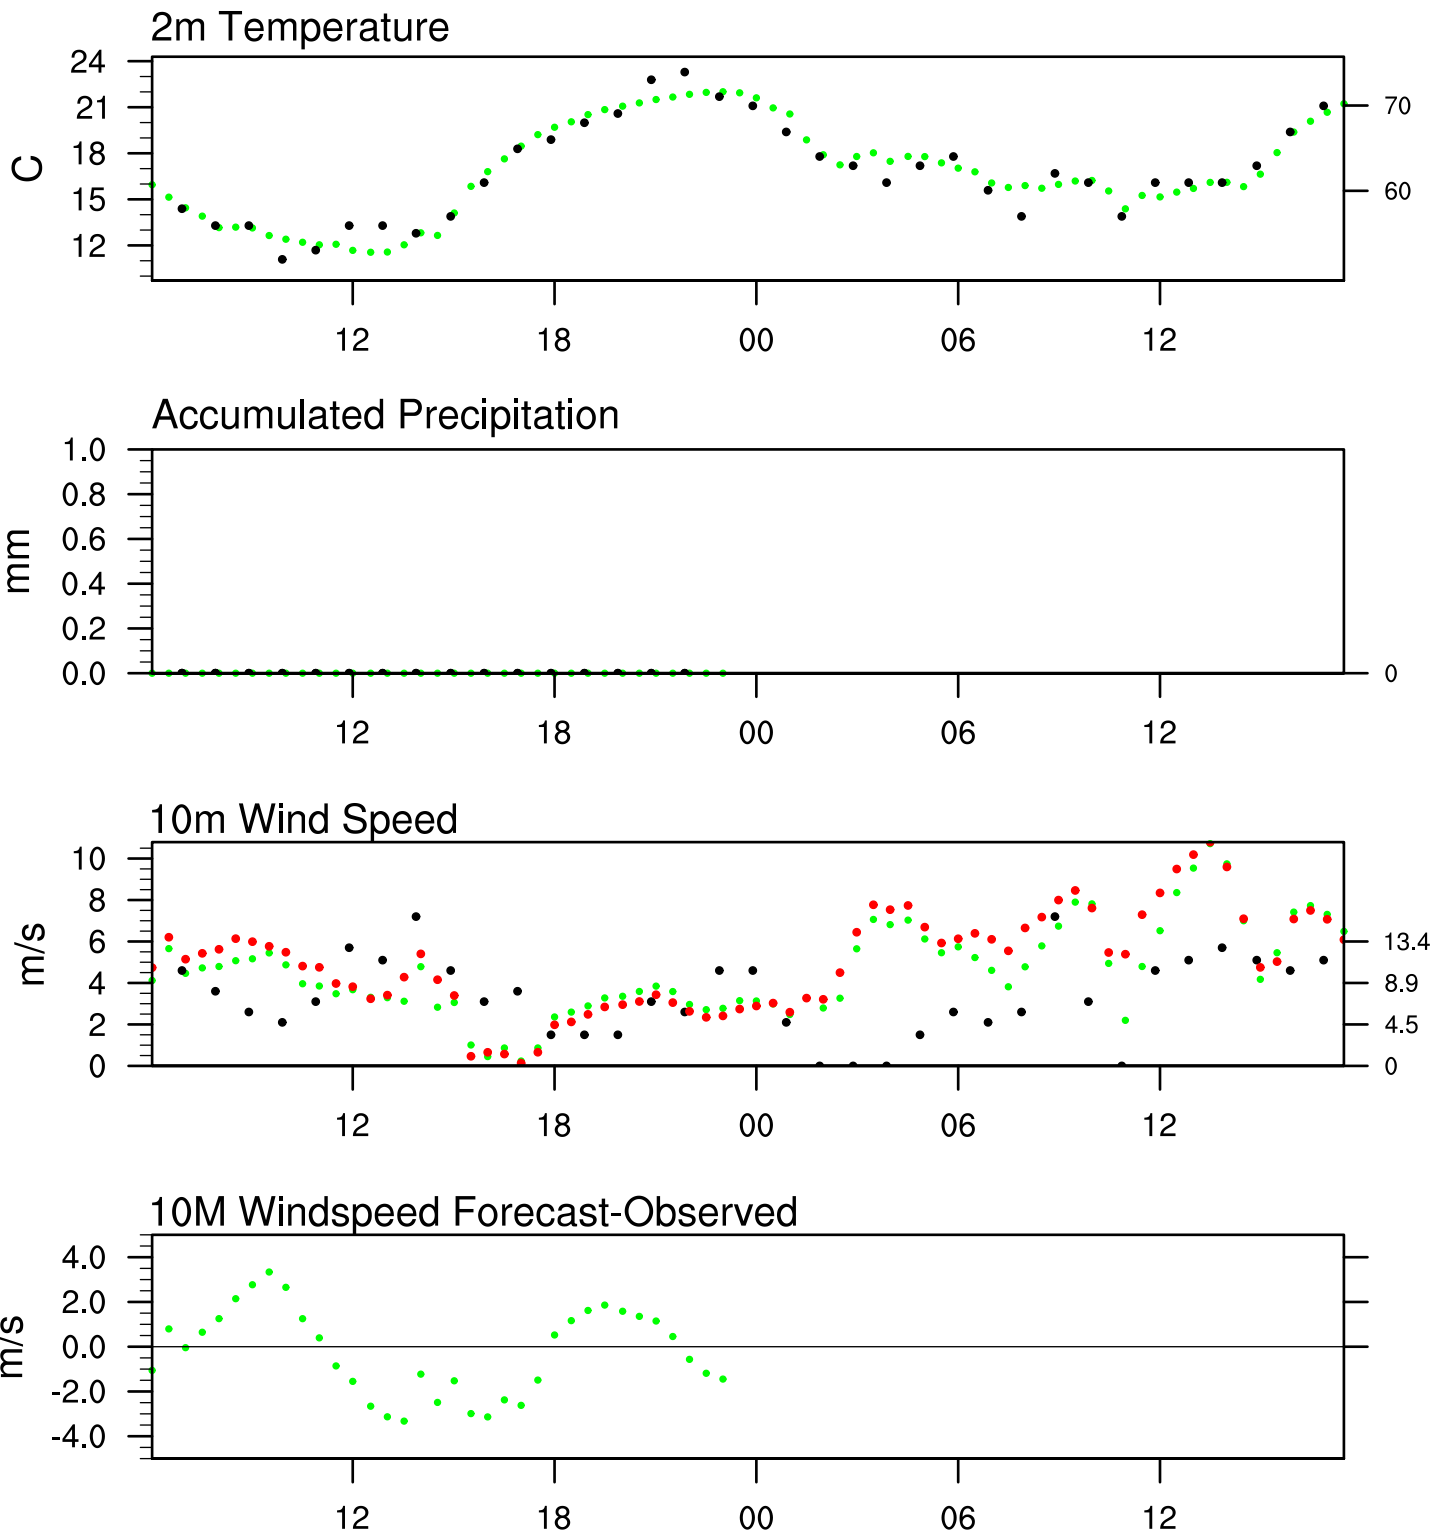 2m Temperature
24
21
18
15
12
C
70
60
12 18 00 06 12
Accumulated Precipitation
1.0
0.8
0.6
0.4
0.2
0.0
mm
0
12 18 00 06 12
10m Wind Speed
10
8
6
4
2
0
m/s
13.4
8.9
4.5
0
12 18 00 06 12
10M Windspeed Forecast-Observed
4.0
2.0
0.0
-2.0
-4.0
m/s
12 18 00 06 12